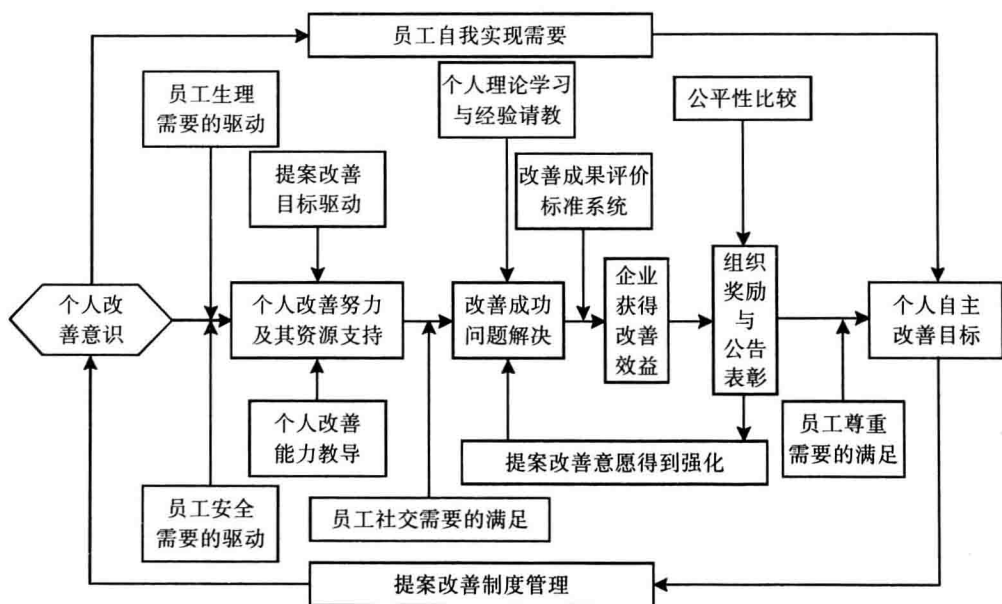 员工自我实现需要
员工生理
需要的驱动
个人理论学习
与经验请教
公平性比较
提案改善
目标驱动
改善成果评价
标准系统
个人改
善意识
个人改善努力
及其资源支持
改善成功
问题解决
企业
获得
改善
效益
组织
奖励
与
公告
表彰
个人自主
改善目标
个人改善
能力教导
提案改善意愿得到强化
员工尊重
需要的满足
员工安全
需要的驱动
员工社交需要的满足
提案改善制度管理